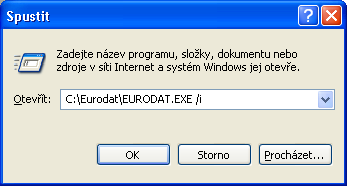 Spustit
Zadejte název programu, složky, dokumentu nebo
zdroje v síti Internet a systém Windows jej otevře.
Otevřít: C:\Eurodat\EURODAT.EXE /i
OK Storno Procházet...